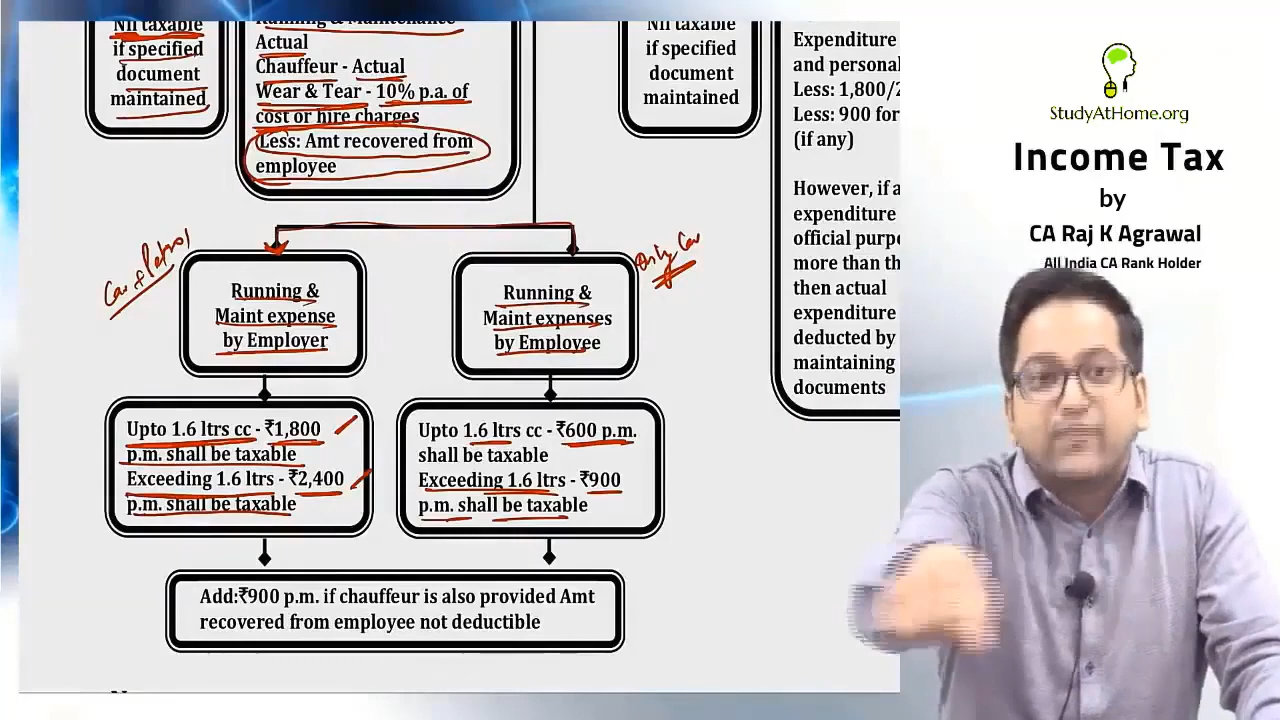 Nil taxable
if specified
document
maintained
Running & Maintenance
Actual
Chauffeur - Actual
Wear & Tear - 10% p.a. of
cost or hire charges
Less: Amt recovered from
employee
Nil taxable
if specified
document
maintained
Expenditure
and personal
Less: 1,800/2
Less: 900 for
(if any)
However, if a
expenditure
official purpo
more than th
then actual
expenditure
deducted by
maintaining
documents
Car & Petrol
Only Car
Running &
Maint expense
by Employer
Running &
Maint expenses
by Employee
Upto 1.6 ltrs cc - ₹1,800
p.m. shall be taxable
Exceeding 1.6 ltrs - ₹2,400
p.m. shall be taxable
Upto 1.6 ltrs cc - ₹600 p.m.
shall be taxable
Exceeding 1.6 ltrs - ₹900
p.m. shall be taxable
Add:₹900 p.m. if chauffeur is also provided Amt
recovered from employee not deductible
StudyAtHome.org
Income Tax
by
CA Raj K Agrawal
All India CA Rank Holder